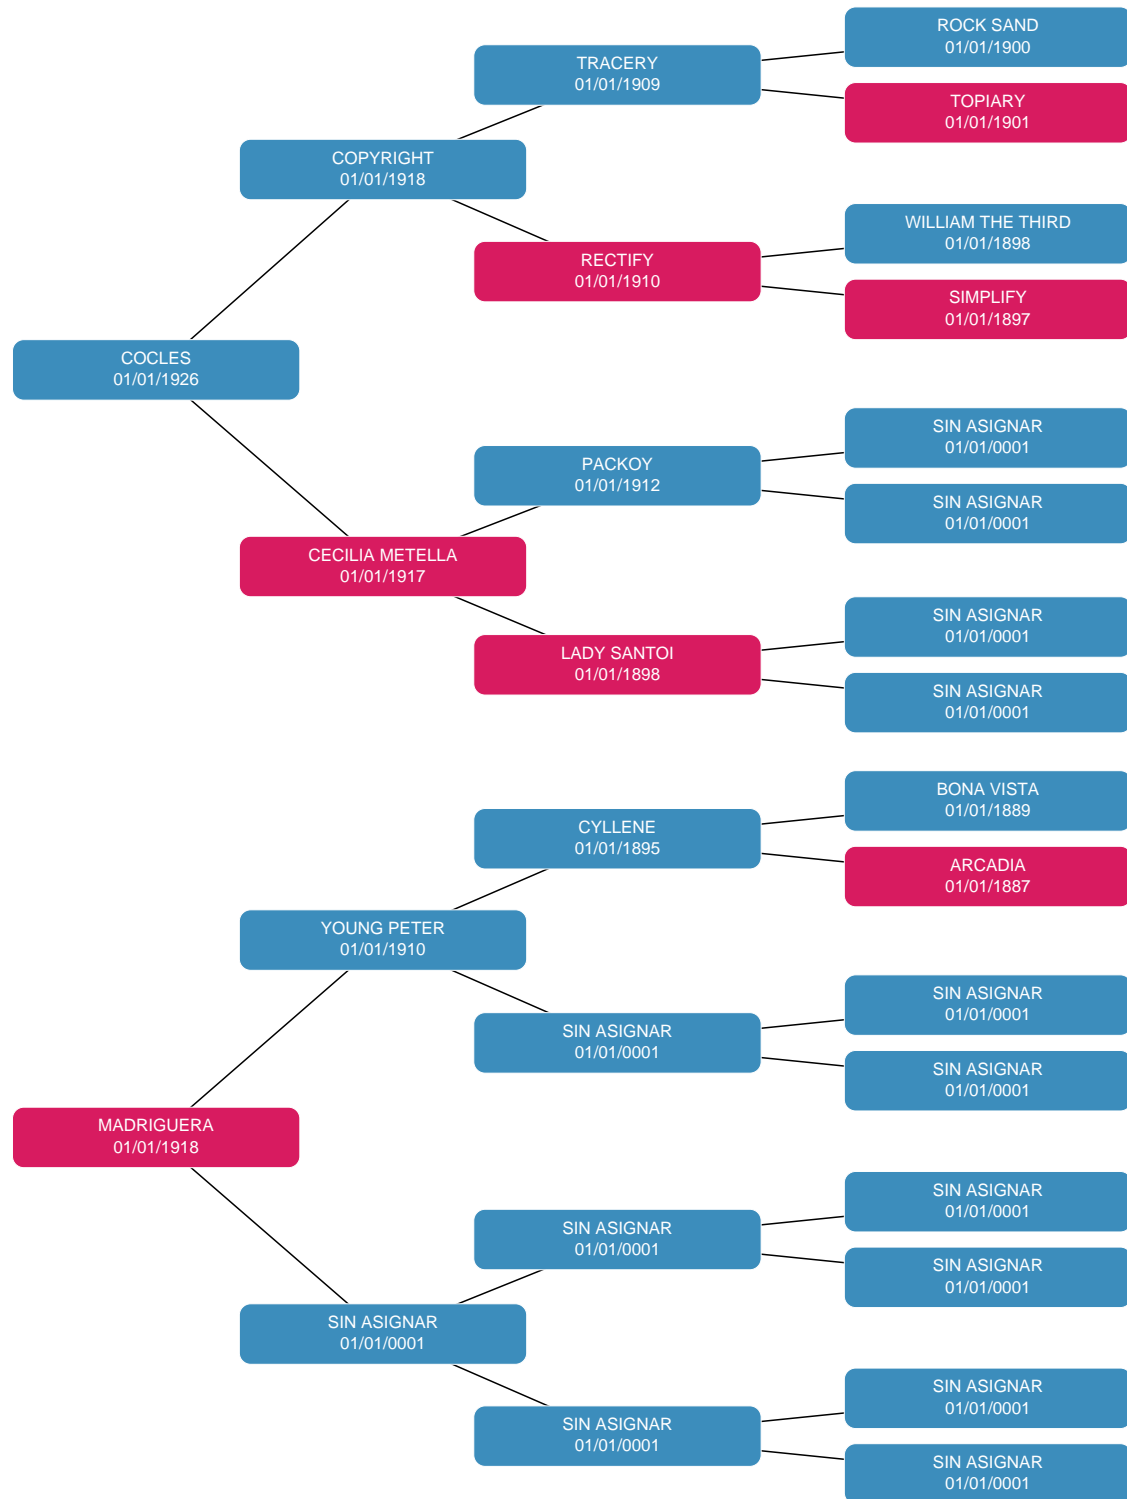 ROCK SAND
01/01/1900
TRACERY
01/01/1909
TOPIARY
01/01/1901
COPYRIGHT
01/01/1918
WILLIAM THE THIRD
01/01/1898
RECTIFY
01/01/1910
SIMPLIFY
01/01/1897
COCLES
01/01/1926
SIN ASIGNAR
01/01/0001
PACKOY
01/01/1912
SIN ASIGNAR
01/01/0001
CECILIA METELLA
01/01/1917
SIN ASIGNAR
01/01/0001
LADY SANTOI
01/01/1898
SIN ASIGNAR
01/01/0001
BONA VISTA
01/01/1889
CYLLENE
01/01/1895
ARCADIA
01/01/1887
YOUNG PETER
01/01/1910
SIN ASIGNAR
01/01/0001
SIN ASIGNAR
01/01/0001
SIN ASIGNAR
01/01/0001
MADRIGUERA
01/01/1918
SIN ASIGNAR
01/01/0001
SIN ASIGNAR
01/01/0001
SIN ASIGNAR
01/01/0001
SIN ASIGNAR
01/01/0001
SIN ASIGNAR
01/01/0001
SIN ASIGNAR
01/01/0001
SIN ASIGNAR
01/01/0001